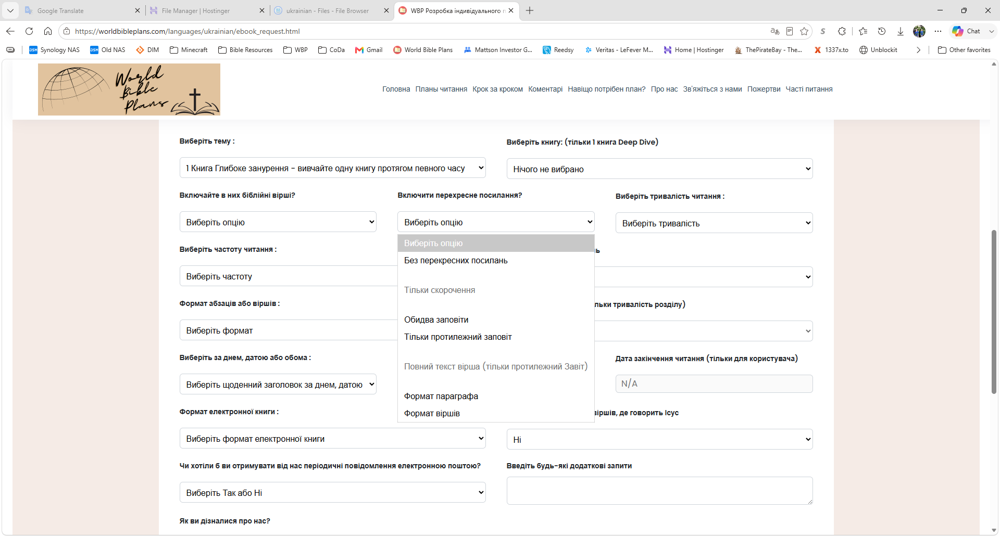 Google Translate
File Manager | Hostinger
ukrainian - Files - File Browser
WBP Розробка індивідуального п
https://worldbibleplans.com/languages/ukrainian/ebook_request.html
Chat
Synology NAS
Old NAS
DIM
Minecraft
Bible Resources
WBP
CoDa
Gmail
World Bible Plans
Mattson Investor G...
Reedsy
Veritas - LeFever M...
Home | Hostinger
ThePirateBay - The...
1337x.to
Unblockit
Other favorites
World
Bible
Plans
Головна Планы читання Крок за кроком Коментарі Навіщо потрібен план? Про нас Зв'яжіться з нами Пожертви Часті питання
Виберіть тему :
Виберіть книгу: (тільки 1 книга Deep Dive)
1 Книга Глибоке занурення - вивчайте одну книгу протягом певного часу
Нічого не вибрано
Включайте в них біблійні вірші?
Включити перехресне посилання?
Виберіть тривалість читання :
Виберіть опцію
Виберіть опцію
Виберіть тривалість
Виберіть опцію
Без перекресних посилань
Тільки скорочення
Обидва заповіти
Тільки протилежний заповіт
Повний текст вірша (тільки протилежний Завіт)
Формат параграфа
Формат віршів
Виберіть частоту читання :
ь
Виберіть частоту
Формат абзаців або віршів :
льки тривалість розділу)
Виберіть формат
Виберіть за днем, датою або обома :
Дата закінчення читання (тільки для користувача)
Виберіть щоденний заголовок за днем, датою
N/A
Формат електронної книги :
віршів, де говорить Ісус
Виберіть формат електронної книги
Ні
Чи хотіли б ви отримувати від нас періодичні повідомлення електронною поштою?
Введіть будь-які додаткові запити
Виберіть Так або Ні
Як ви дізналися про нас?